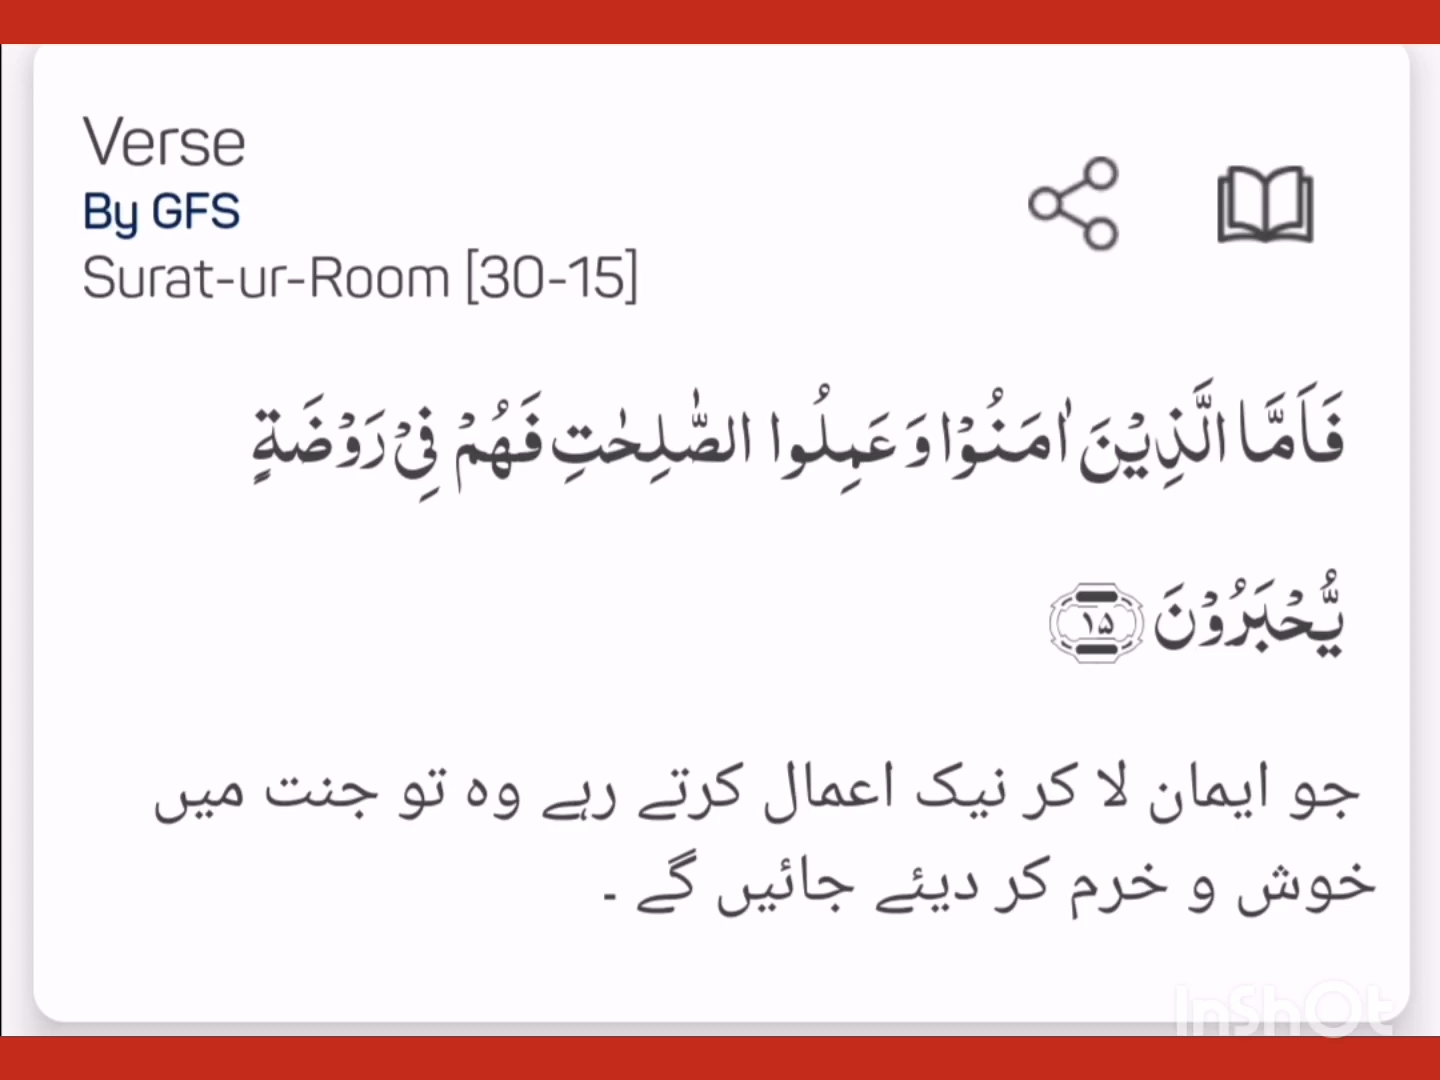 Verse
By GFS
Surat-ur-Room [30-15]
فَاَمَّا الَّذِيۡنَ اٰمَنُوۡا وَ عَمِلُوا الصّٰلِحٰتِ فَهُمۡ فِىۡ رَوۡضَةٍ
يُّحۡبَرُوۡنَ ۱۵
جو ایمان لا کر نیک اعمال کرتے رہے وہ تو جنت میں
خوش و خرم کر دیئے جائیں گے ۔
InShOt